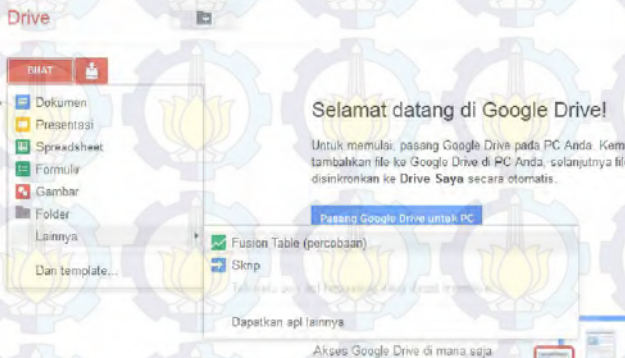 Drive
BUAT
Dokumen
Presentasi
Spreadsheet
Formulir
Gambar
Folder
Lainnya
Dari template...
Selamat datang di Google Drive!
Untuk memulai, pasang Google Drive pada PC Anda. Kem
tambahkan file ke Google Drive di PC Anda, selanjutnya fil
disinkronkan ke Drive Saya secara otomatis.
Pasang Google Drive untuk PC
Fusion Table (percobaan)
Skrip
Dapatkan apl lainnya
Akses Google Drive di mana saja